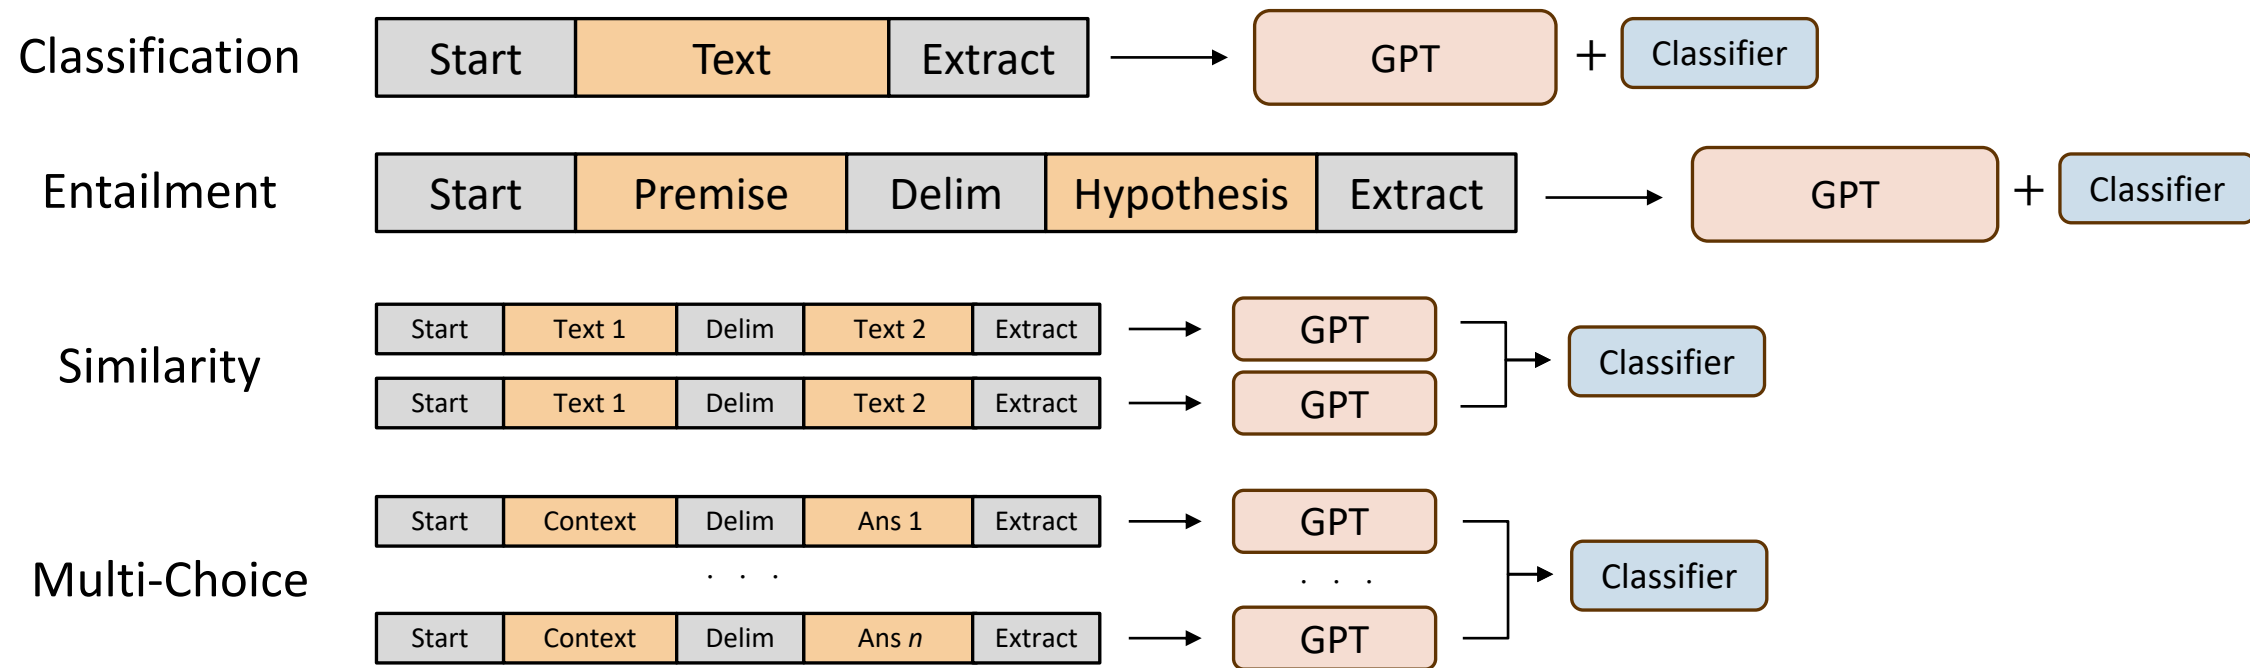 Classification Start Text Extract GPT + Classifier
Entailment Start Premise Delim Hypothesis Extract GPT + Classifier
Similarity
Start Text 1 Delim Text 2 Extract GPT
Classifier
Start Text 1 Delim Text 2 Extract GPT
Multi-Choice
Start Context Delim Ans 1 Extract GPT
. . . . . .
Classifier
Start Context Delim Ans n Extract GPT